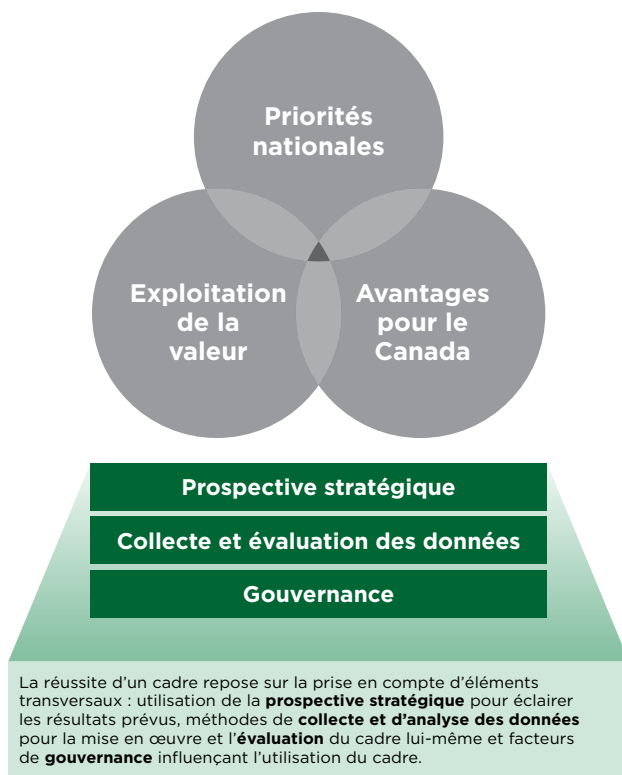 Priorités
nationales
Exploitation
de la
valeur
Avantages
pour le
Canada
Prospective stratégique
Collecte et évaluation des données
Gouvernance
La réussite d’un cadre repose sur la prise en compte d’éléments
transversaux : utilisation de la prospective stratégique pour éclairer
les résultats prévus, méthodes de collecte et d’analyse des données
pour la mise en œuvre et l’évaluation du cadre lui-même et facteurs
de gouvernance influençant l’utilisation du cadre.